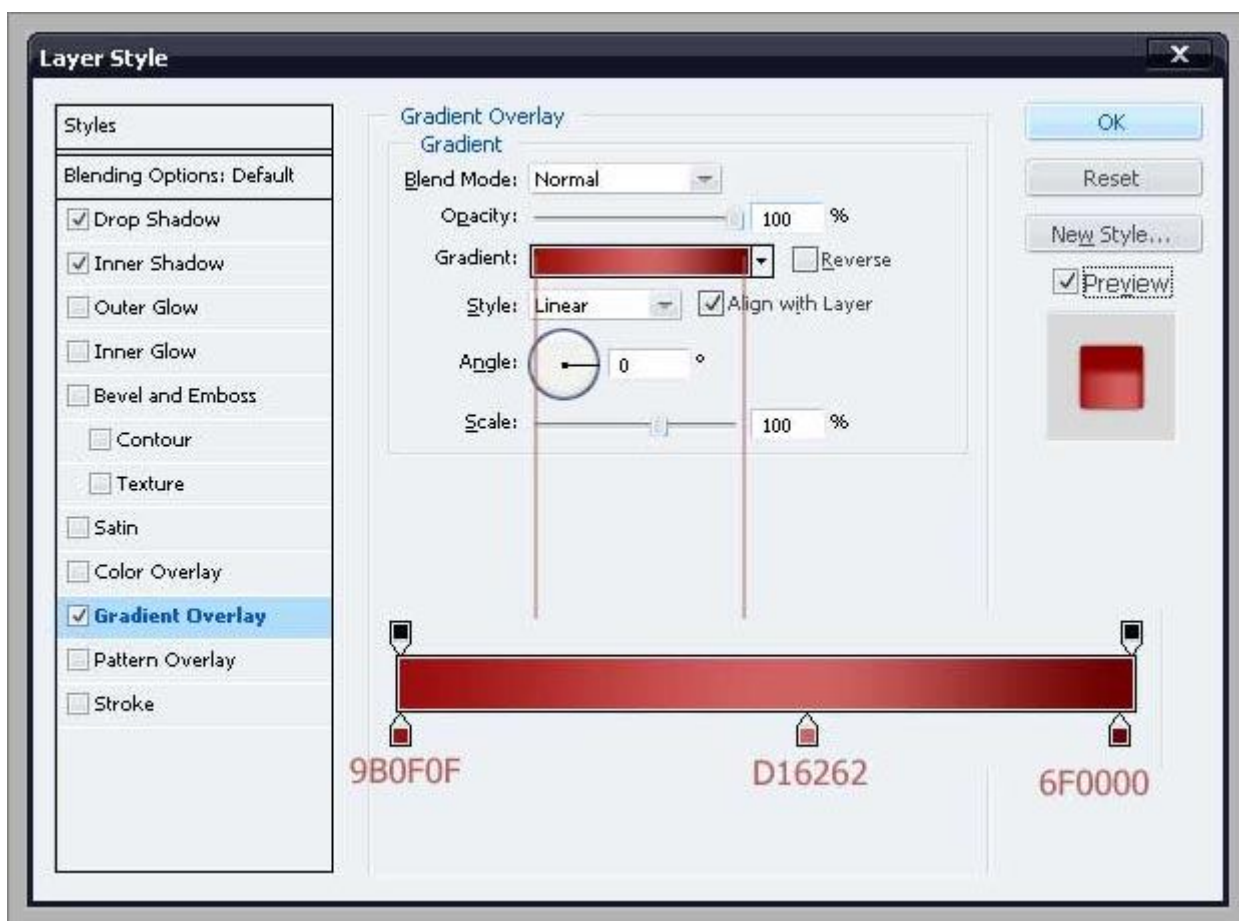 Layer Style
X
Styles
Blending Options: Default
Drop Shadow
Inner Shadow
Outer Glow
Inner Glow
Bevel and Emboss
Contour
Texture
Satin
Color Overlay
Gradient Overlay
Pattern Overlay
Stroke
Gradient Overlay
Gradient
Blend Mode: Normal
Opacity: 100 %
Gradient: Reverse
Style: Linear Align with Layer
Angle: 0 °
Scale: 100 %
OK
Reset
New Style...
Preview
9B0F0F D16262 6F0000